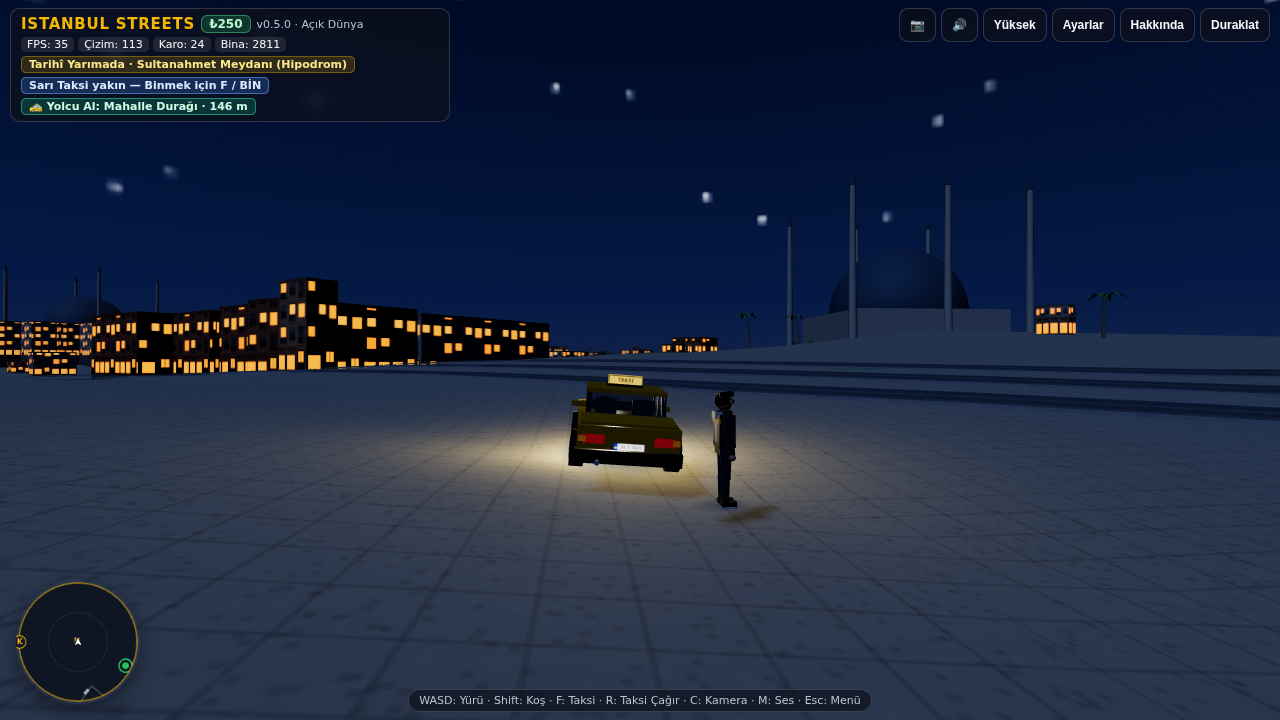 ISTANBUL STREETS ₺250 v0.5.0 · Açık Dünya
FPS: 35 Çizim: 113 Karo: 24 Bina: 2811
Tarihî Yarımada · Sultanahmet Meydanı (Hipodrom)
Sarı Taksi yakın — Binmek için F / BİN
🚕 Yolcu Al: Mahalle Durağı · 146 m
📷 🔊 Yüksek Ayarlar Hakkında Duraklat
TAKSİ
K
WASD: Yürü · Shift: Koş · F: Taksi · R: Taksi Çağır · C: Kamera · M: Ses · Esc: Menü